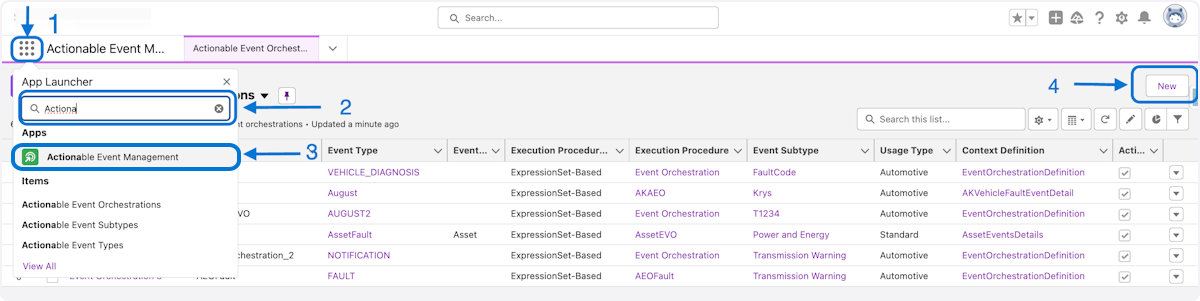 1
Search...
Actionable Event M...
Actionable Event Orchest...
App Launcher
ons
4
New
Actiona
2
orchestrations • Updated a minute ago
Search this list...
Apps
Event Type
Event...
Execution Procedur...
Execution Procedure
Event Subtype
Usage Type
Context Definition
Acti...
Actionable Event Management
3
VEHICLE_DIAGNOSIS
ExpressionSet-Based
Event Orchestration
FaultCode
Automotive
EventOrchestrationDefinition
Items
August
ExpressionSet-Based
AKAEO
Krys
Automotive
AKVehicleFaultEventDetail
Actionable Event Orchestrations
VO
AUGUST2
ExpressionSet-Based
Event Orchestration
T1234
Automotive
EventOrchestrationDefinition
Actionable Event Subtypes
AssetFault
Asset
ExpressionSet-Based
AssetEVO
Power and Energy
Standard
AssetEventsDetails
Actionable Event Types
orchestration_2
NOTIFICATION
ExpressionSet-Based
Event Orchestration
Transmission Warning
Automotive
EventOrchestrationDefinition
View All
FAULT
ExpressionSet-Based
AEOFault
Transmission Warning
Automotive
EventOrchestrationDefinition